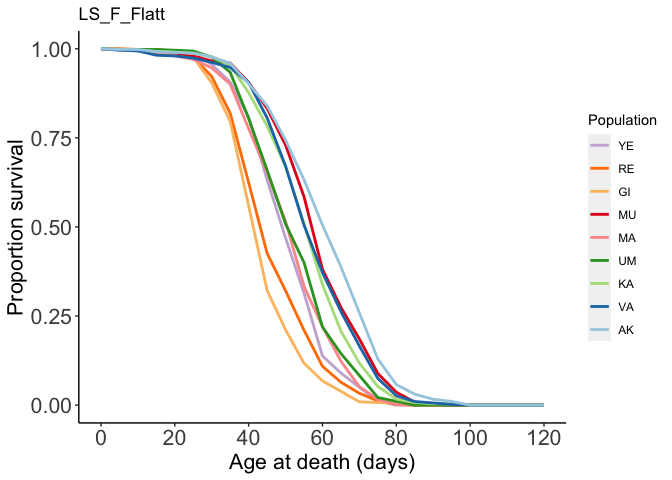 LS_F_Flatt
1.00
0.75
0.50
0.25
0.00
Proportion survival
0 20 40 60 80 100 120
Age at death (days)
Population
YE
RE
GI
MU
MA
UM
KA
VA
AK